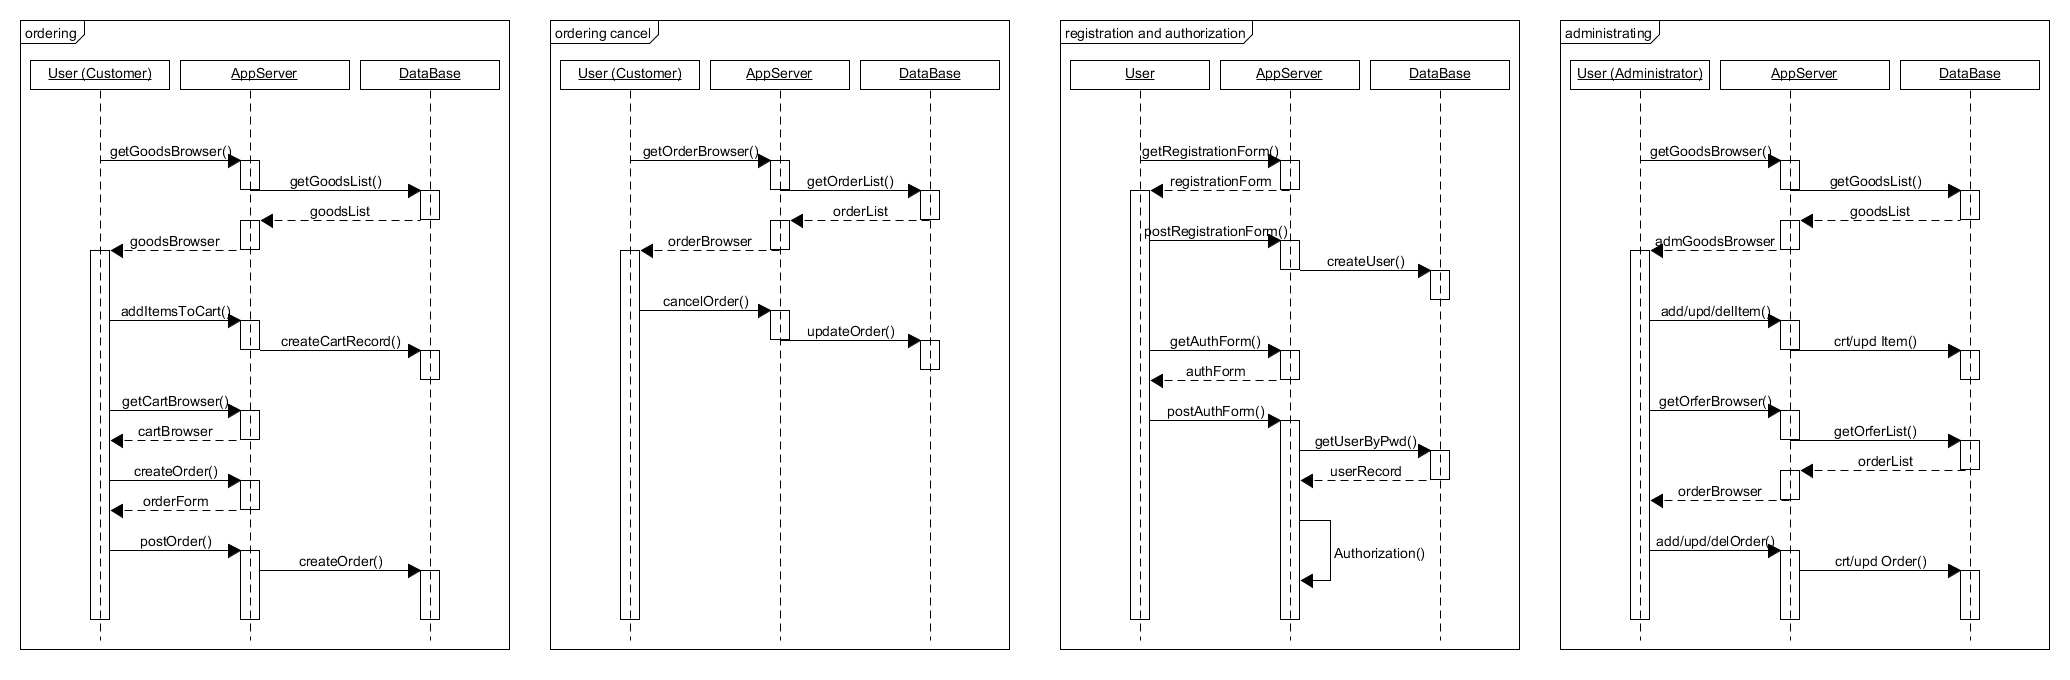 ordering
User (Customer)
AppServer
DataBase
getGoodsBrowser()
getGoodsList()
goodsList
goodsBrowser
addItemsToCart()
createCartRecord()
getCartBrowser()
cartBrowser
createOrder()
orderForm
postOrder()
createOrder()
ordering cancel
User (Customer)
AppServer
DataBase
getOrderBrowser()
getOrderList()
orderList
orderBrowser
cancelOrder()
updateOrder()
registration and authorization
User
AppServer
DataBase
getRegistrationForm()
registrationForm
postRegistrationForm()
createUser()
getAuthForm()
authForm
postAuthForm()
getUserByPwd()
userRecord
Authorization()
administrating
User (Administrator)
AppServer
DataBase
getGoodsBrowser()
getGoodsList()
goodsList
admGoodsBrowser
add/upd/delItem()
crt/upd Item()
getOrferBrowser()
getOrferList()
orderList
orderBrowser
add/upd/delOrder()
crt/upd Order()